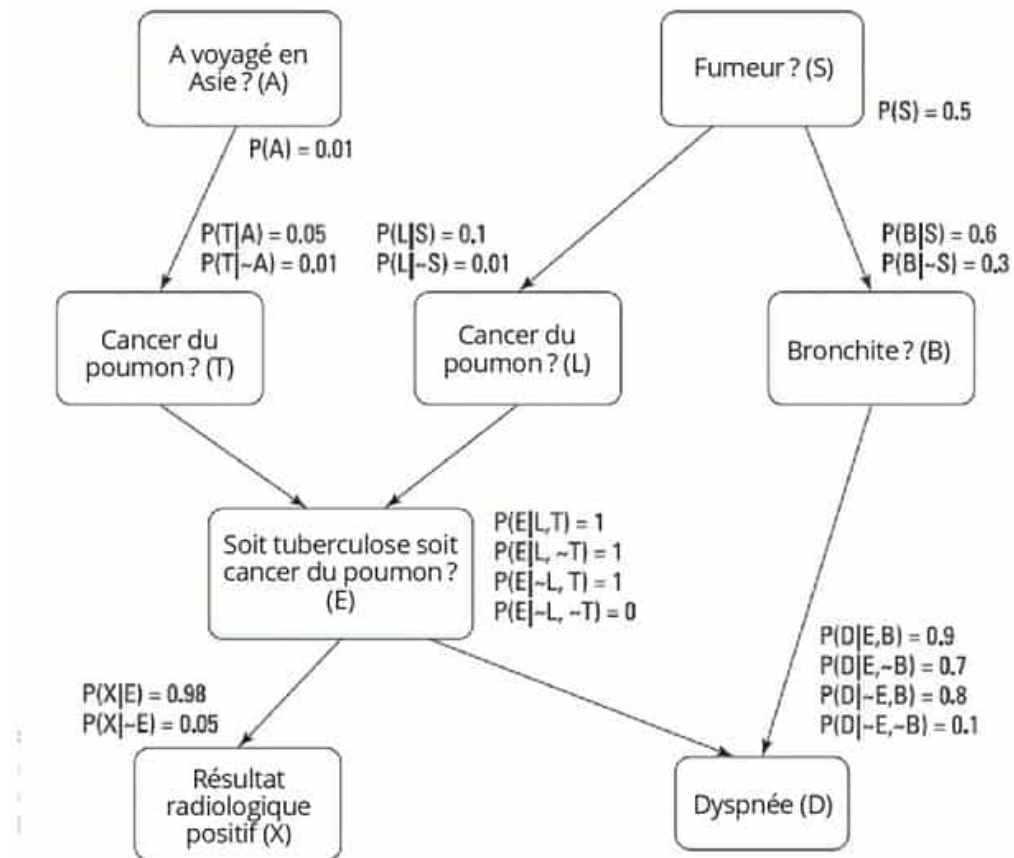 A voyagé en
Asie ? (A)
Fumeur ? (S)
P(S) = 0.5
P(A) = 0.01
P(T|A) = 0.05
P(T|~A) = 0.01
P(L|S) = 0.1
P(L|~S) = 0.01
P(B|S) = 0.6
P(B|~S) = 0.3
Cancer du
poumon ? (T)
Cancer du
poumon ? (L)
Bronchite ? (B)
Soit tuberculose soit
cancer du poumon ?
(E)
P(E|L,T) = 1
P(E|L, ~T) = 1
P(E|~L, T) = 1
P(E|~L, ~T) = 0
P(D|E,B) = 0.9
P(D|E,~B) = 0.7
P(D|~E,B) = 0.8
P(D|~E,~B) = 0.1
P(X|E) = 0.98
P(X|~E) = 0.05
Résultat
radiologique
positif (X)
Dyspnée (D)